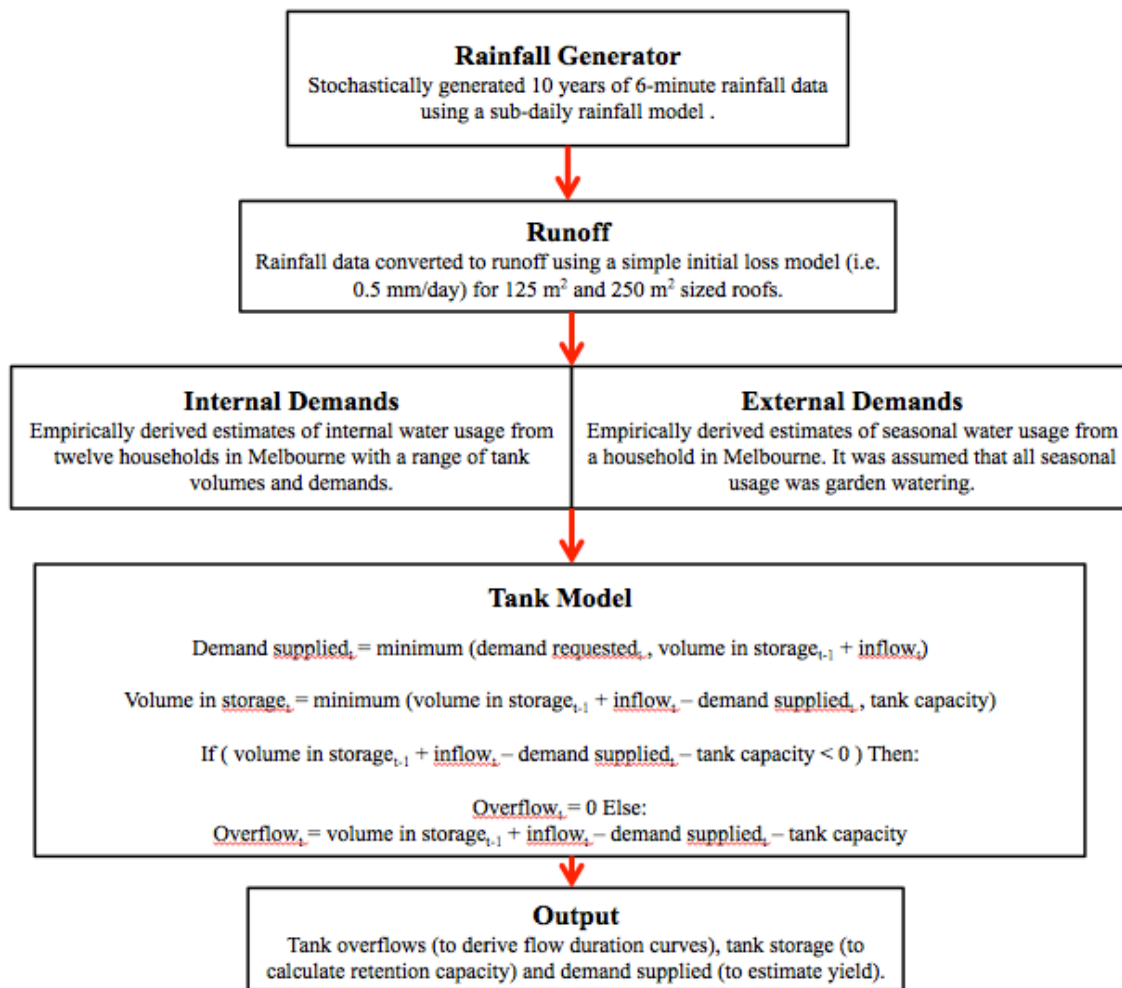 Rainfall Generator
Stochastically generated 10 years of 6-minute rainfall data
using a sub-daily rainfall model .
Runoff
Rainfall data converted to runoff using a simple initial loss model (i.e.
0.5 mm/day) for 125 m² and 250 m² sized roofs.
Internal Demands
Empirically derived estimates of internal water usage from
twelve households in Melbourne with a range of tank
volumes and demands.
External Demands
Empirically derived estimates of seasonal water usage from
a household in Melbourne. It was assumed that all seasonal
usage was garden watering.
Tank Model
Demand suppliedₜ = minimum (demand requestedₜ , volume in storageₜ₋₁ + inflowₜ)
Volume in storageₜ = minimum (volume in storageₜ₋₁ + inflowₜ – demand suppliedₜ , tank capacity)
If ( volume in storageₜ₋₁ + inflowₜ – demand suppliedₜ – tank capacity < 0 ) Then:
Overflowₜ = 0 Else:
Overflowₜ = volume in storageₜ₋₁ + inflowₜ – demand suppliedₜ – tank capacity
Output
Tank overflows (to derive flow duration curves), tank storage (to
calculate retention capacity) and demand supplied (to estimate yield).